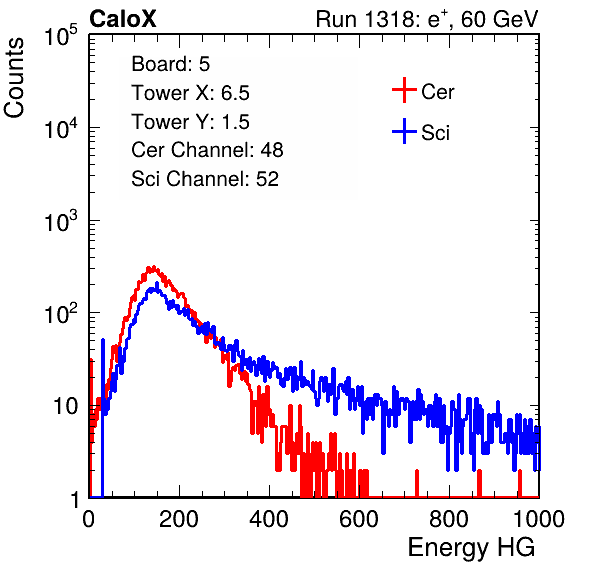 CaloX Run 1318: e⁺, 60 GeV
Counts
10⁵
10⁴
10³
10²
10
1
Board: 5
Tower X: 6.5
Tower Y: 1.5
Cer Channel: 48
Sci Channel: 52
Cer
Sci
0 200 400 600 800 1000
Energy HG